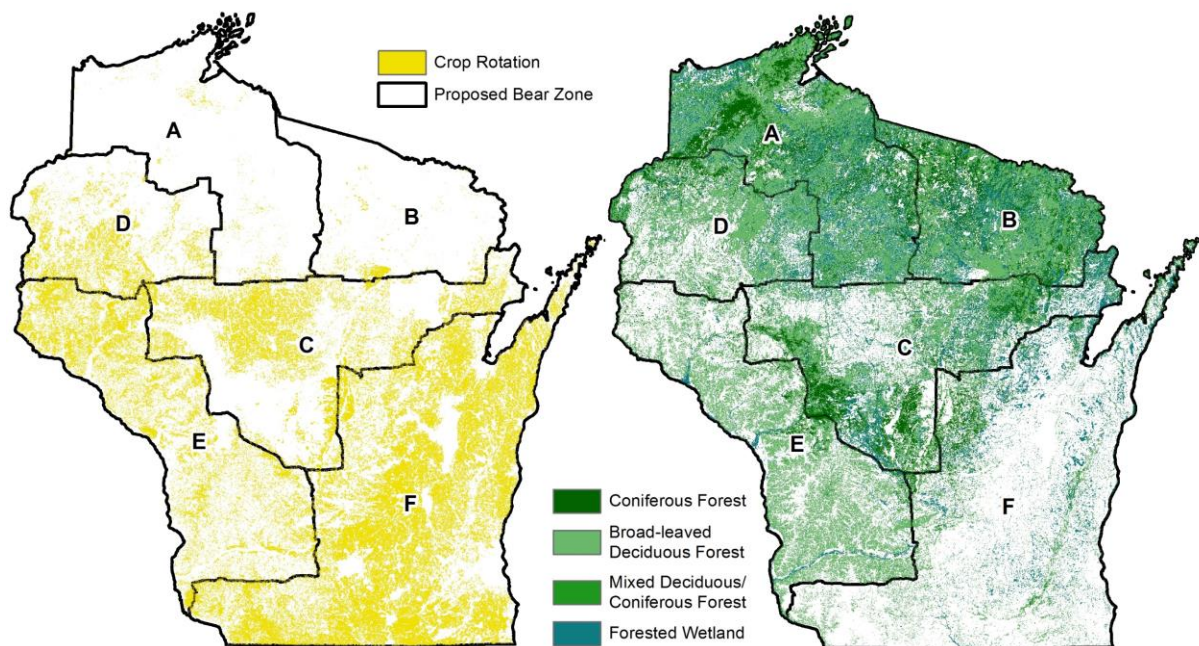 Crop Rotation
Proposed Bear Zone
A
B
D
C
E
F
A
B
D
C
E
F
Coniferous Forest
Broad-leaved
Deciduous Forest
Mixed Deciduous/
Coniferous Forest
Forested Wetland